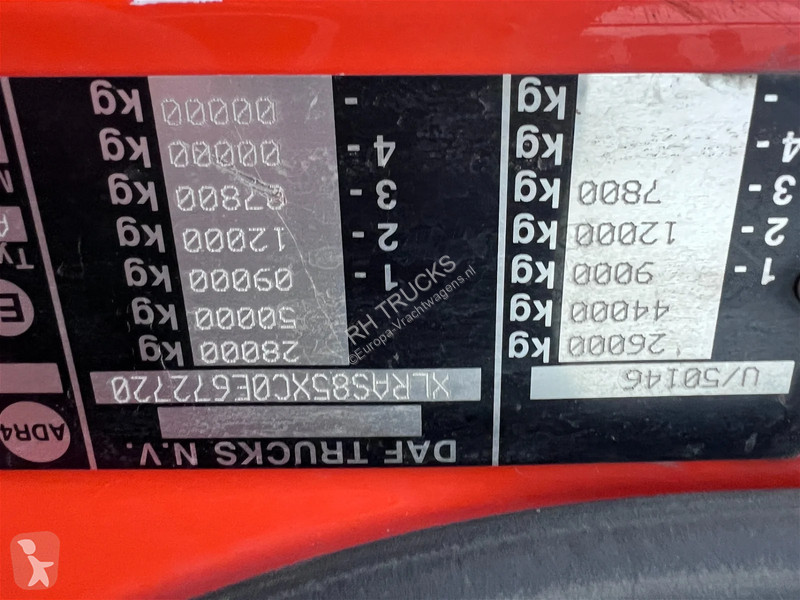 DAF TRUCKS N.V.
XLRAS85XC0E672720
28000 kg
50000 kg
1 - 09000 kg
2 - 12000 kg
3 - 07800 kg
4 - 00000 kg
- 00000 kg
U/50146
26000 kg
44000 kg
1 - 9000 kg
2 - 12000 kg
3 - 7800 kg
4 - kg
- kg
ADR4
E
Ty
A
RH TRUCKS
©Europa-Vrachtwagens.nl